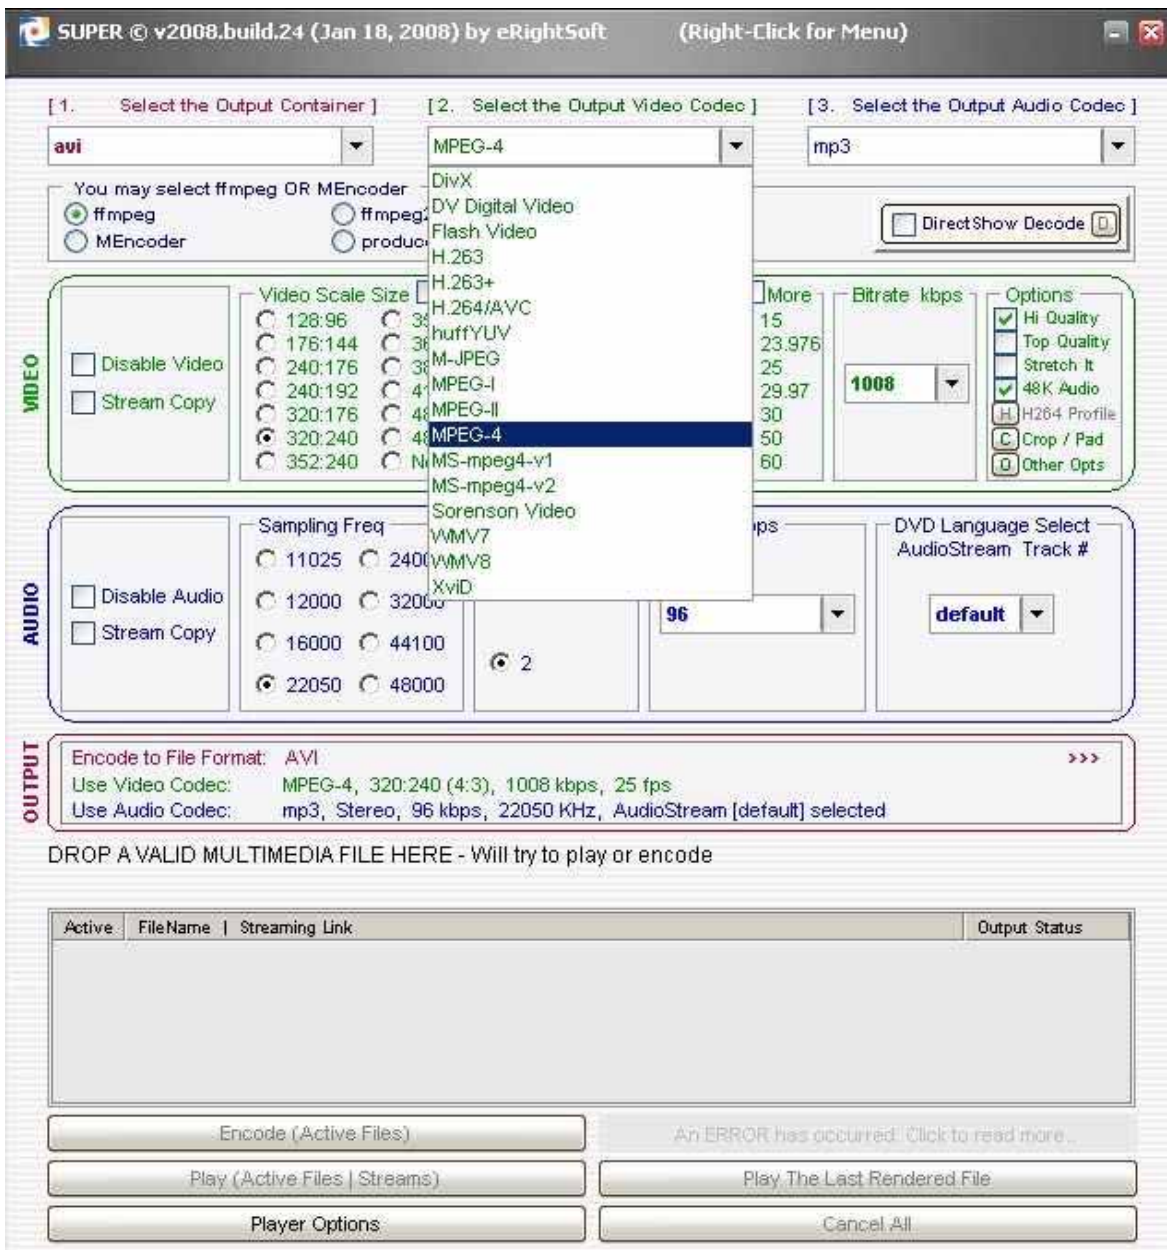 SUPER © v2008.build.24 (Jan 18, 2008) by eRightSoft (Right-Click for Menu)
[ 1. Select the Output Container ]
[ 2. Select the Output Video Codec ]
[ 3. Select the Output Audio Codec ]
avi
MPEG-4
mp3
You may select ffmpeg OR MEncoder
ffmpeg
MEncoder
DirectShow Decode D
DivX
DV Digital Video
Flash Video
H.263
H.263+
H.264/AVC
huffYUV
M-JPEG
MPEG-I
MPEG-II
MPEG-4
MS-mpeg4-v1
MS-mpeg4-v2
Sorenson Video
WMV7
WMV8
XviD
VIDEO
Disable Video
Stream Copy
Video Scale Size
128:96
176:144
240:176
240:192
320:176
320:240
352:240
More
15
23.976
25
29.97
30
50
60
Bitrate kbps
1008
Options
Hi Quality
Top Quality
Stretch It
48K Audio
H H264 Profile
C Crop / Pad
O Other Opts
AUDIO
Disable Audio
Stream Copy
Sampling Freq
11025
12000 32000
16000 44100
22050 48000
2
96
DVD Language Select
AudioStream Track #
default
OUTPUT
Encode to File Format: AVI >>>
Use Video Codec: MPEG-4, 320:240 (4:3), 1008 kbps, 25 fps
Use Audio Codec: mp3, Stereo, 96 kbps, 22050 KHz, AudioStream [default] selected
DROP A VALID MULTIMEDIA FILE HERE - Will try to play or encode
Active FileName | Streaming Link Output Status
Encode (Active Files)
An ERROR has occurred. Click to read more..
Play (Active Files | Streams)
Play The Last Rendered File
Player Options
Cancel All